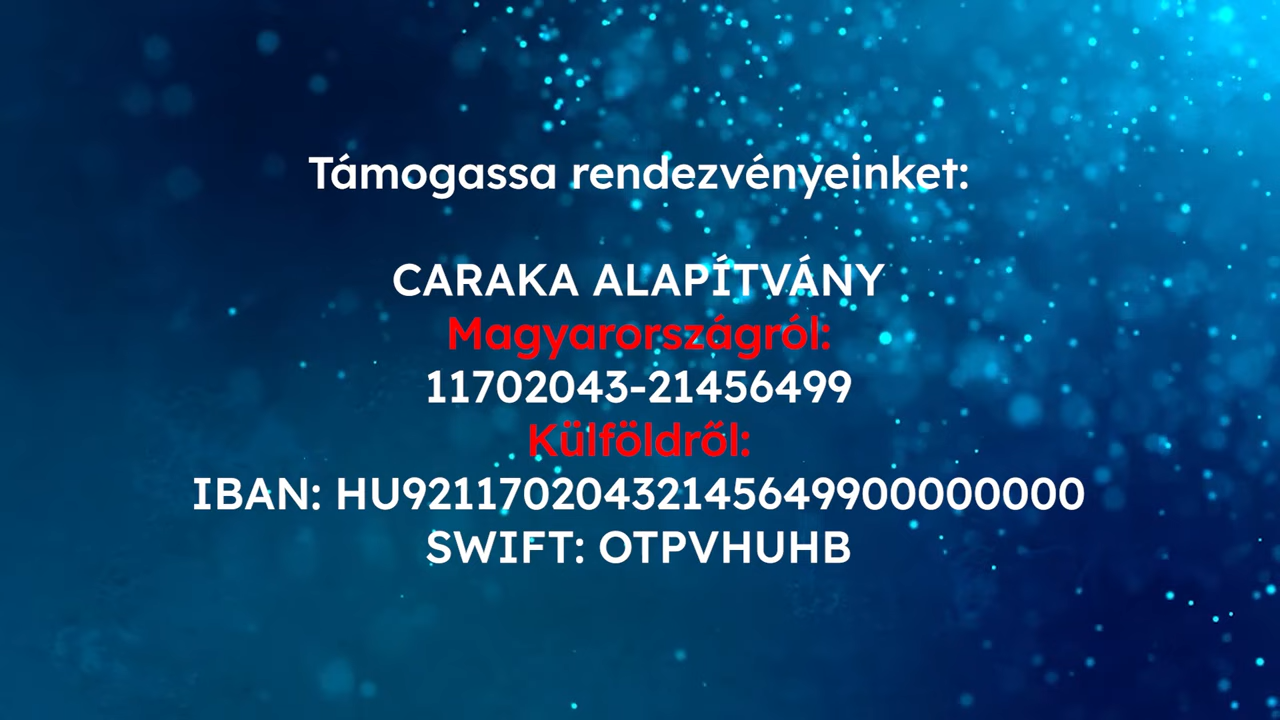 Támogassa rendezvényeinket:
CARAKA ALAPÍTVÁNY
Magyarországról:
11702043-21456499
Külföldről:
IBAN: HU92117020432145649900000000
SWIFT: OTPVHUHB